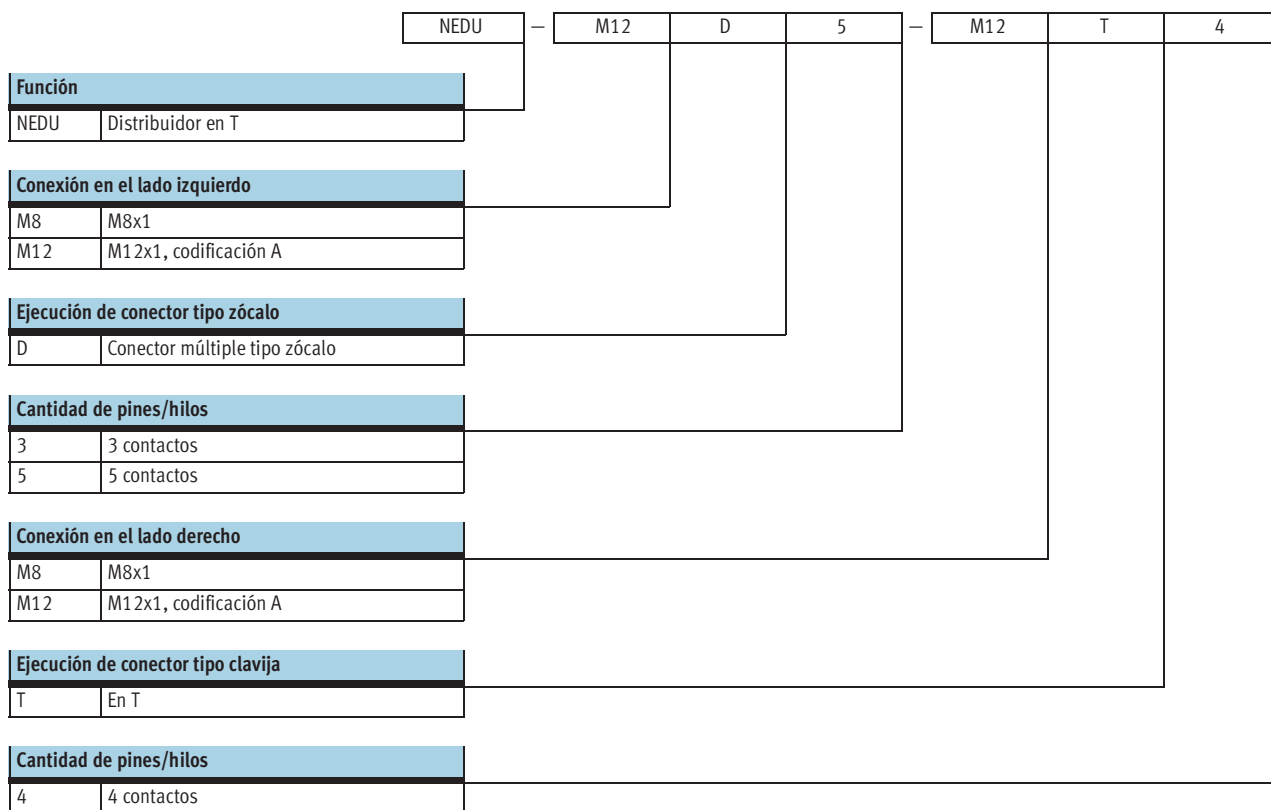 NEDU — M12 D 5 — M12 T 4
Función
NEDU Distribuidor en T
Conexión en el lado izquierdo
M8 M8x1
M12 M12x1, codificación A
Ejecución de conector tipo zócalo
D Conector múltiple tipo zócalo
Cantidad de pines/hilos
3 3 contactos
5 5 contactos
Conexión en el lado derecho
M8 M8x1
M12 M12x1, codificación A
Ejecución de conector tipo clavija
T En T
Cantidad de pines/hilos
4 4 contactos